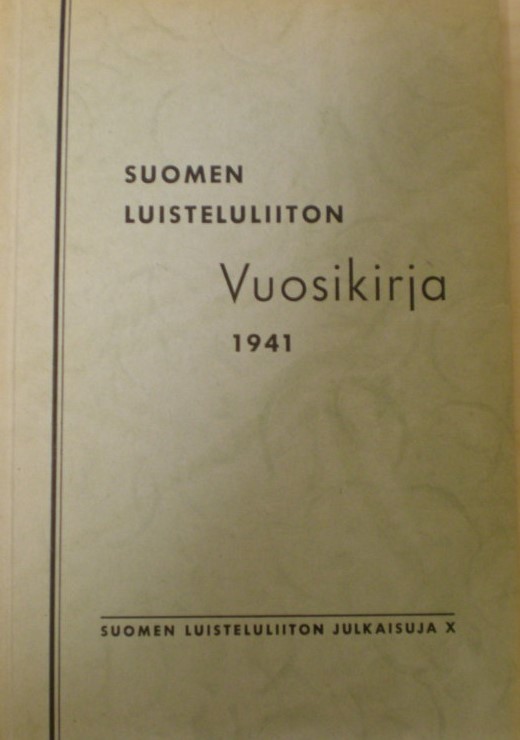 SUOMEN
LUISTELULIITON
Vuosikirja
1941
SUOMEN LUISTELULIITON JULKAISUJA X